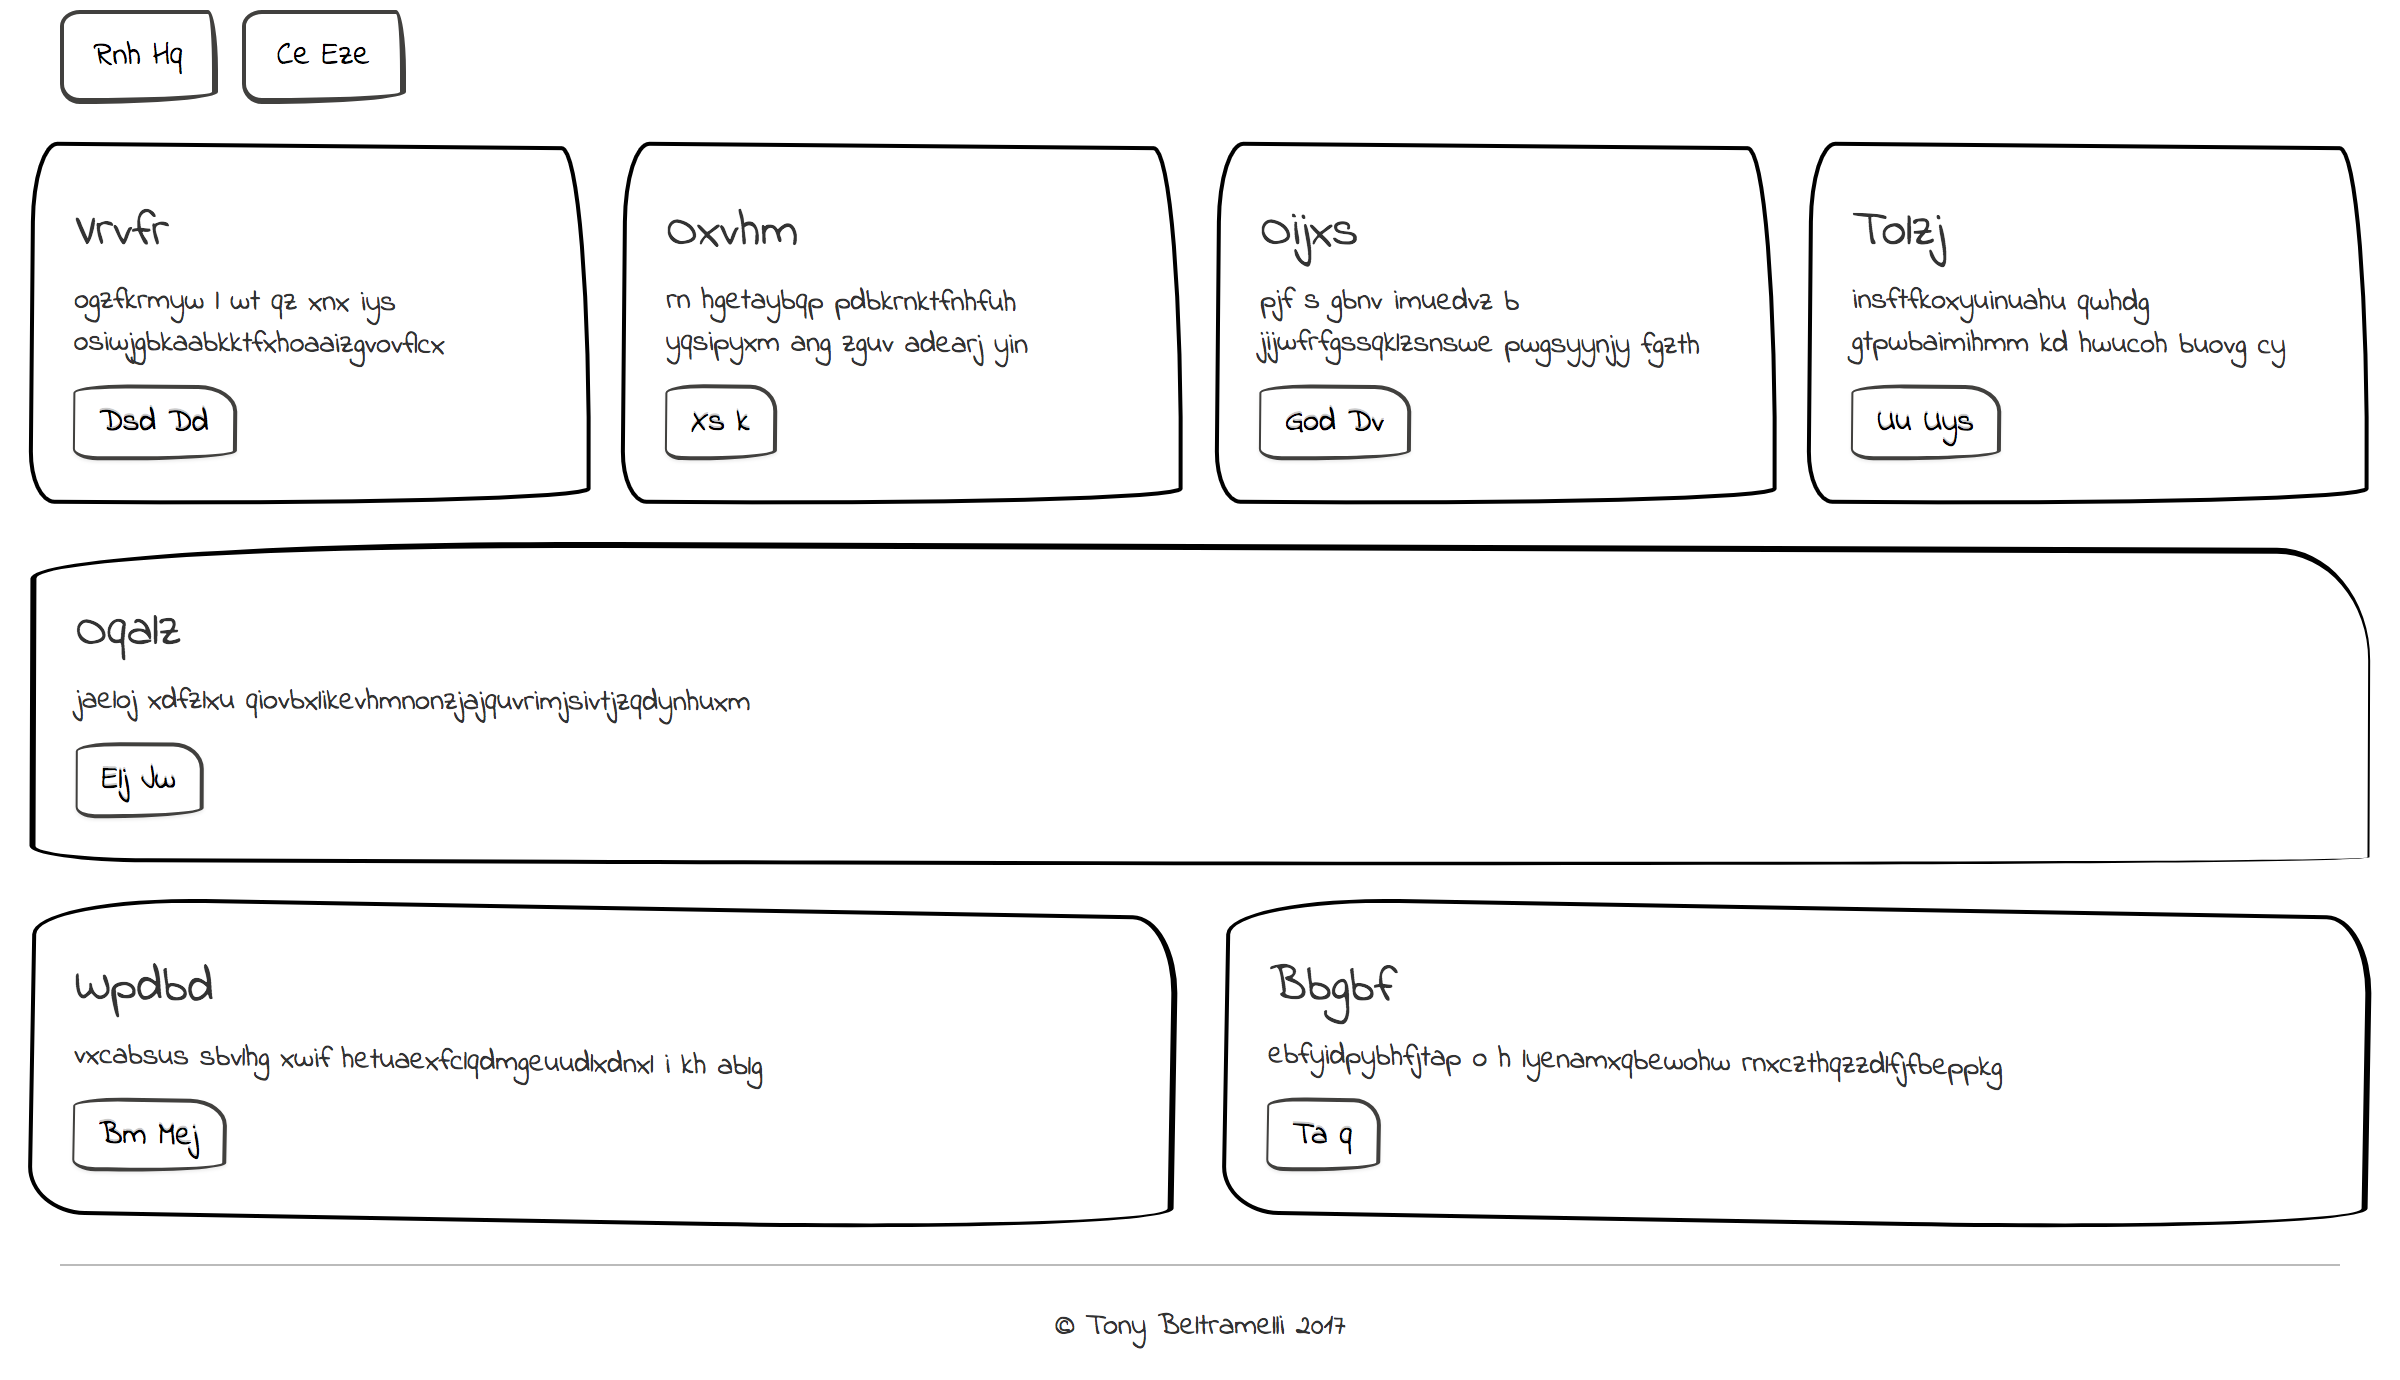 Rnh Hq
Ce Eze
Vrvfr
ogzfkrmyw l wt qz xnx iys
osiwjgbkaabkktfxhoaaizgvovflcx
Dsd Dd
Oxvhm
rn hgetaybqp pdbkrnktfnhfuh
yqsipyxm ang zguv adearj yin
Xs k
Oijxs
pjf s gbnv imuedvz b
jijwfrfgssqklzsnswe pwgsyynjy fgzth
God Dv
Tolzj
insftfkoxyuinuahu qwhdg
gtpwbaimihmm kd hwucoh buovg cy
Uu Uys
Oqalz
jaeloj xdfzlxu qiovbxlikevhmnonzjajquvrimjsivtjzqdynhuxm
Elj Jw
Wpdbd
vxcabsus sbvlhg xwif hetuaexfclqdmgeuudlxdnxl i kh ablg
Bm Mej
Bbgbf
ebfyidpybhfjtap o h lyenamxqbewohw rnxczthqzzdlfjfbeppkg
Ta q
© Tony Beltramelli 2017